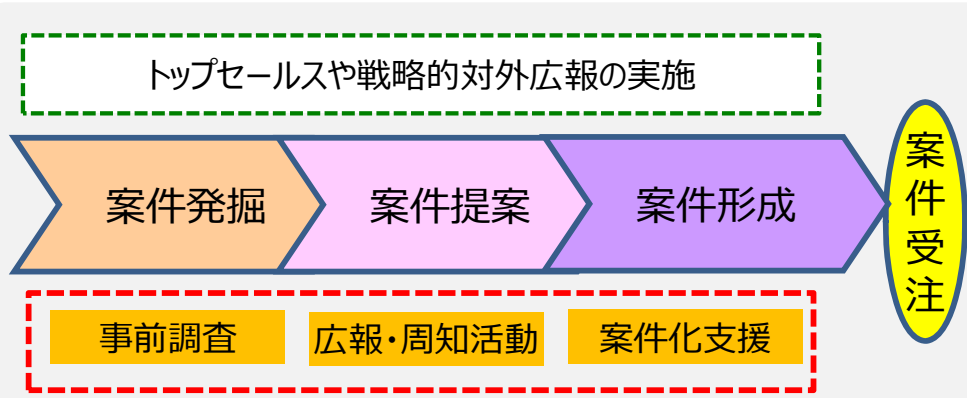 トップセールスや戦略的対外広報の実施
案件発掘
案件提案
案件形成
案件受注
事前調査
広報・周知活動
案件化支援